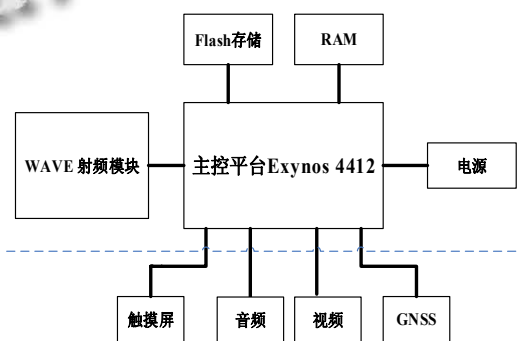 Flash存储
RAM
WAVE 射频模块
主控平台Exynos 4412
电源
触摸屏
音频
视频
GNSS